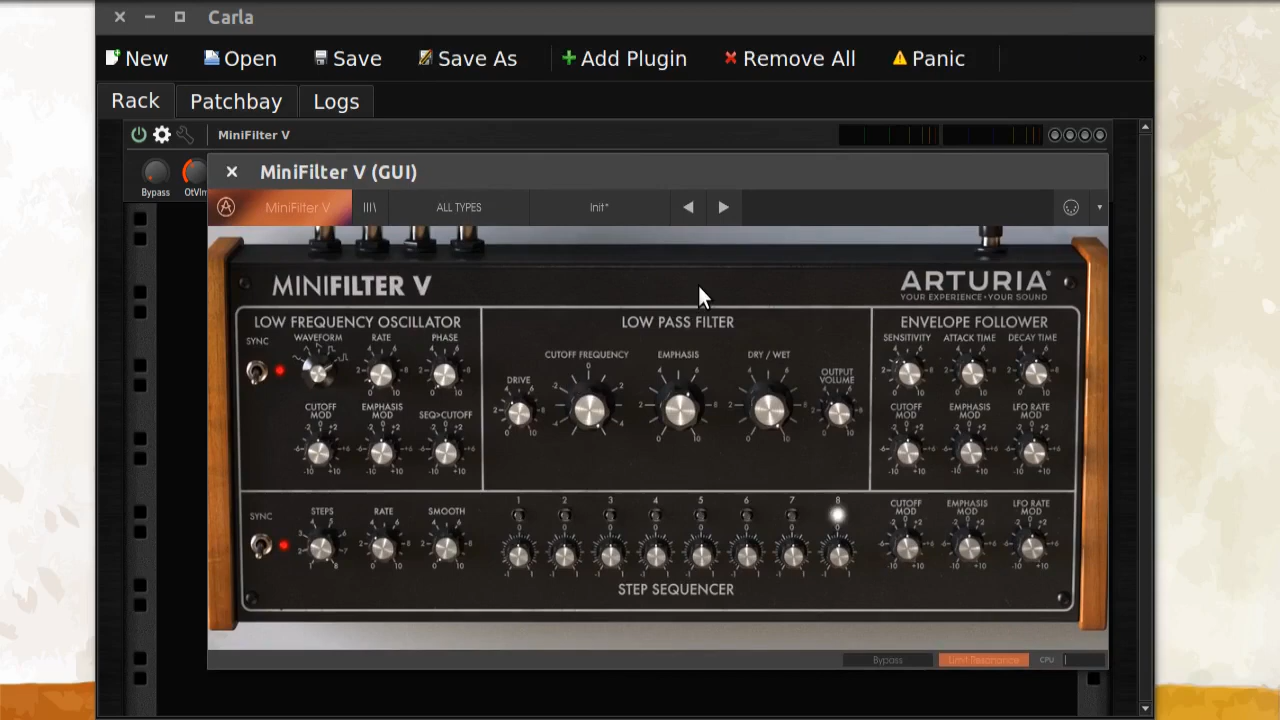 Carla
New Open Save Save As Add Plugin Remove All Panic
Rack Patchbay Logs
MiniFilter V
Bypass
MiniFilter V (GUI)
MiniFilter V ALL TYPES Init*
MINIFILTER V
ARTURIA
YOUR EXPERIENCE • YOUR SOUND
LOW FREQUENCY OSCILLATOR
SYNC WAVEFORM RATE PHASE
CUTOFF MOD EMPHASIS MOD SEQ>CUTOFF
LOW PASS FILTER
DRIVE CUTOFF FREQUENCY EMPHASIS DRY / WET OUTPUT VOLUME
ENVELOPE FOLLOWER
SENSITIVITY ATTACK TIME DECAY TIME
CUTOFF MOD EMPHASIS MOD LFO RATE MOD
SYNC STEPS RATE SMOOTH
1 2 3 4 5 6 7 8
CUTOFF MOD EMPHASIS MOD LFO RATE MOD
STEP SEQUENCER
Bypass Limit Resonance CPU